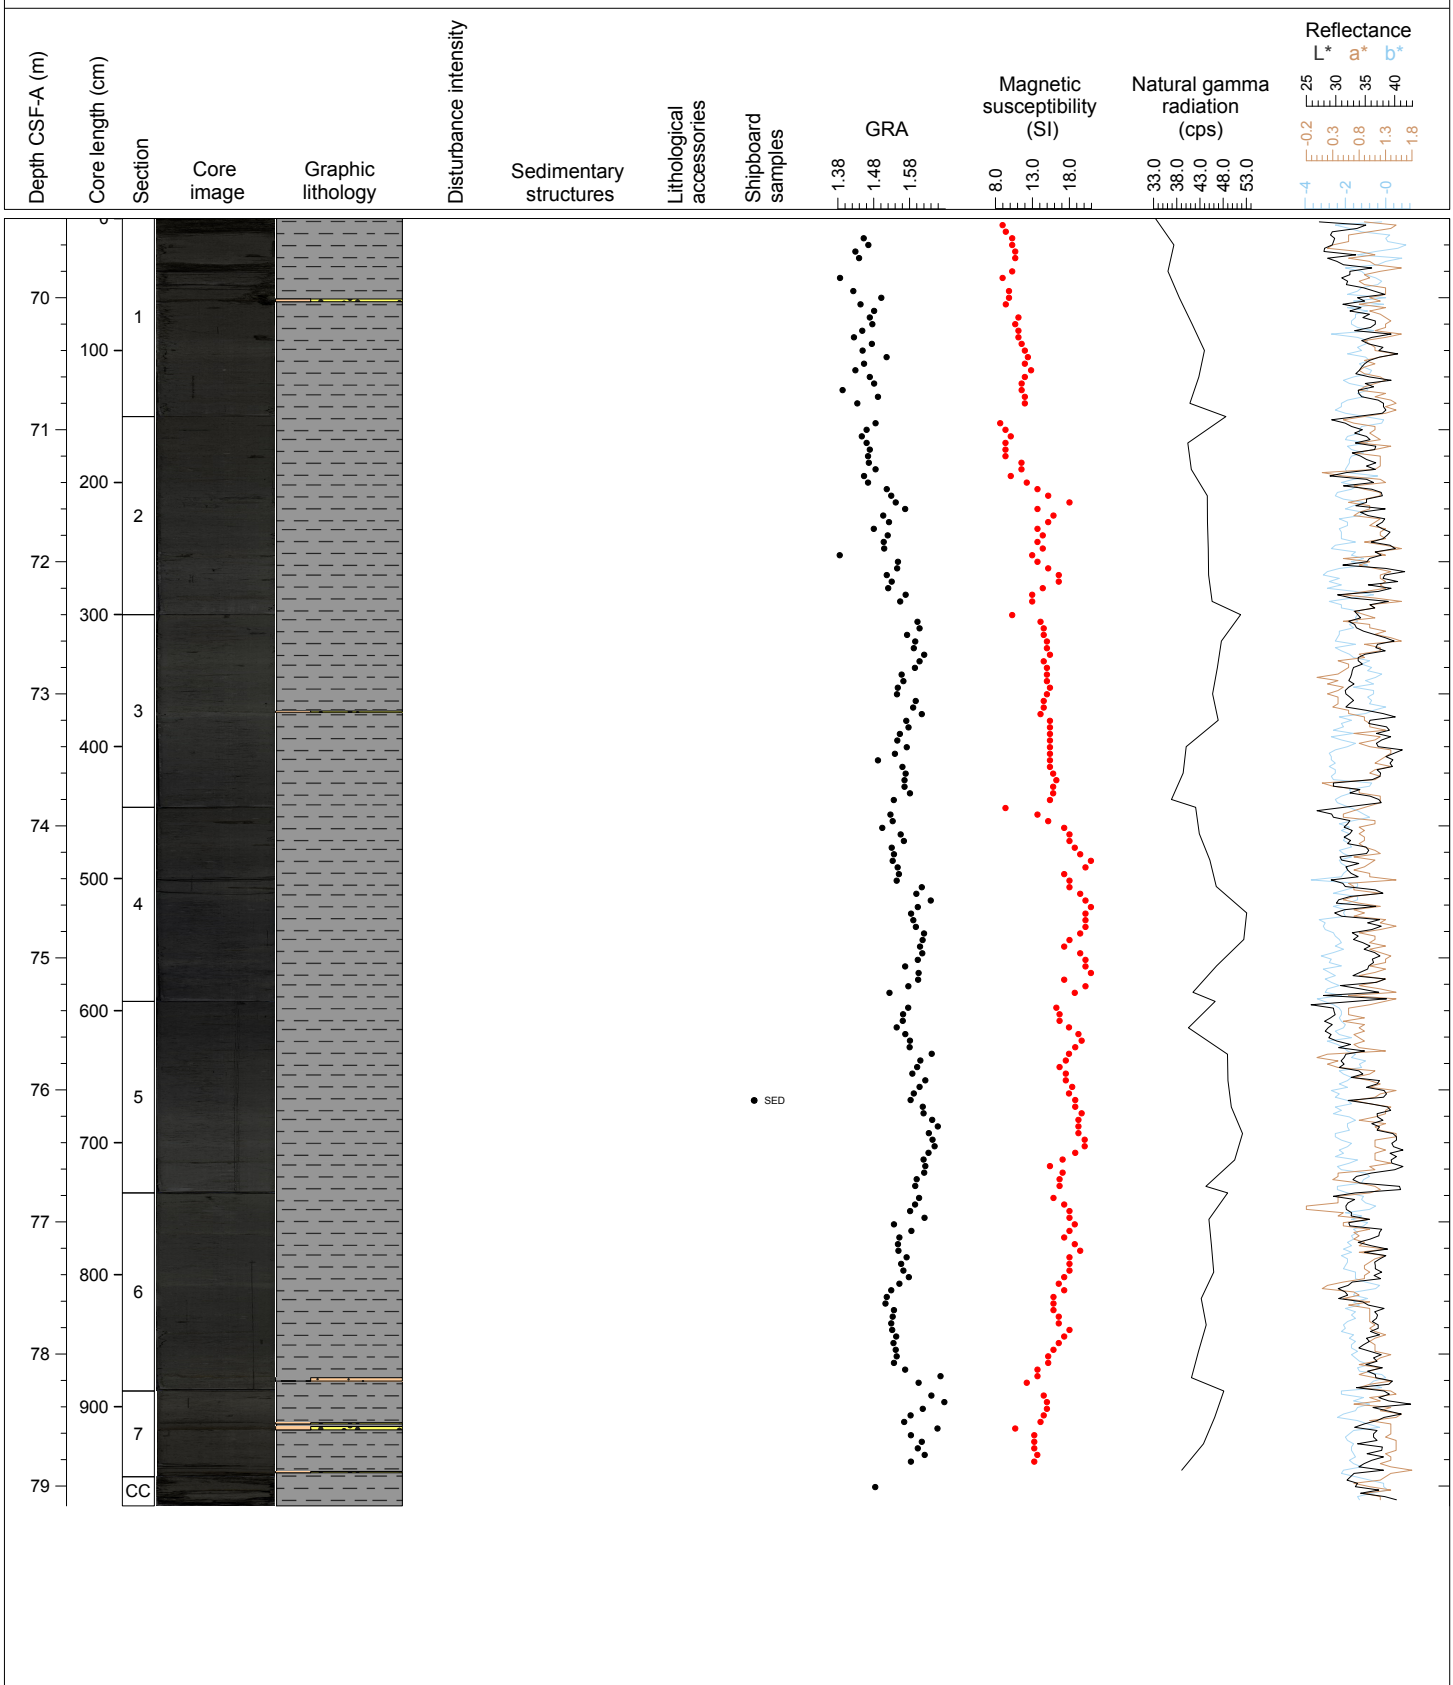 Depth CSF-A (m)
Core length (cm)
Section
Core
image
Graphic
lithology
Disturbance intensity
Sedimentary
structures
Lithological
accessories
Shipboard
samples
GRA
1.38 1.48 1.58
Magnetic
susceptibility
(SI)
8.0 13.0 18.0
Natural gamma
radiation
(cps)
33.0 38.0 43.0 48.0 53.0
Reflectance
L* a* b*
25 30 35 40
-0.2 0.3 0.8 1.3 1.8
-4 -2 -0
0
70
1
100
71
200
2
72
300
73
3
400
74
500
4
75
600
76
5
SED
700
77
800
6
78
900
7
79
CC